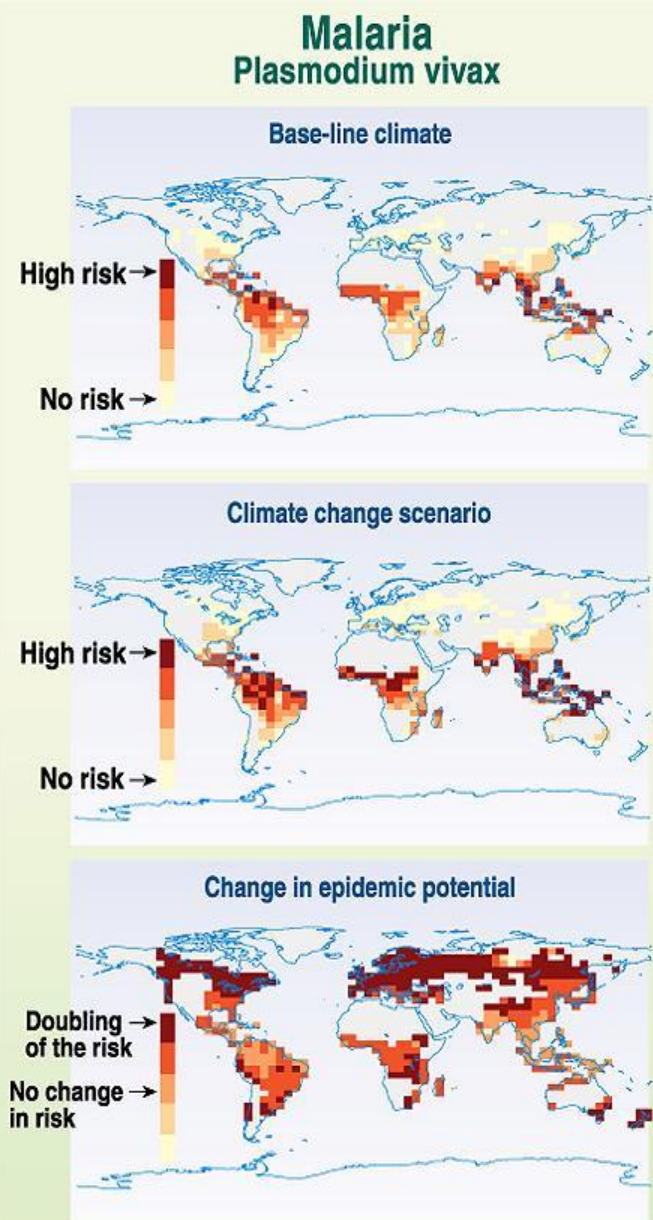 Malaria
Plasmodium vivax
Base-line climate
High risk
No risk
Climate change scenario
High risk
No risk
Change in epidemic potential
Doubling
of the risk
No change
in risk